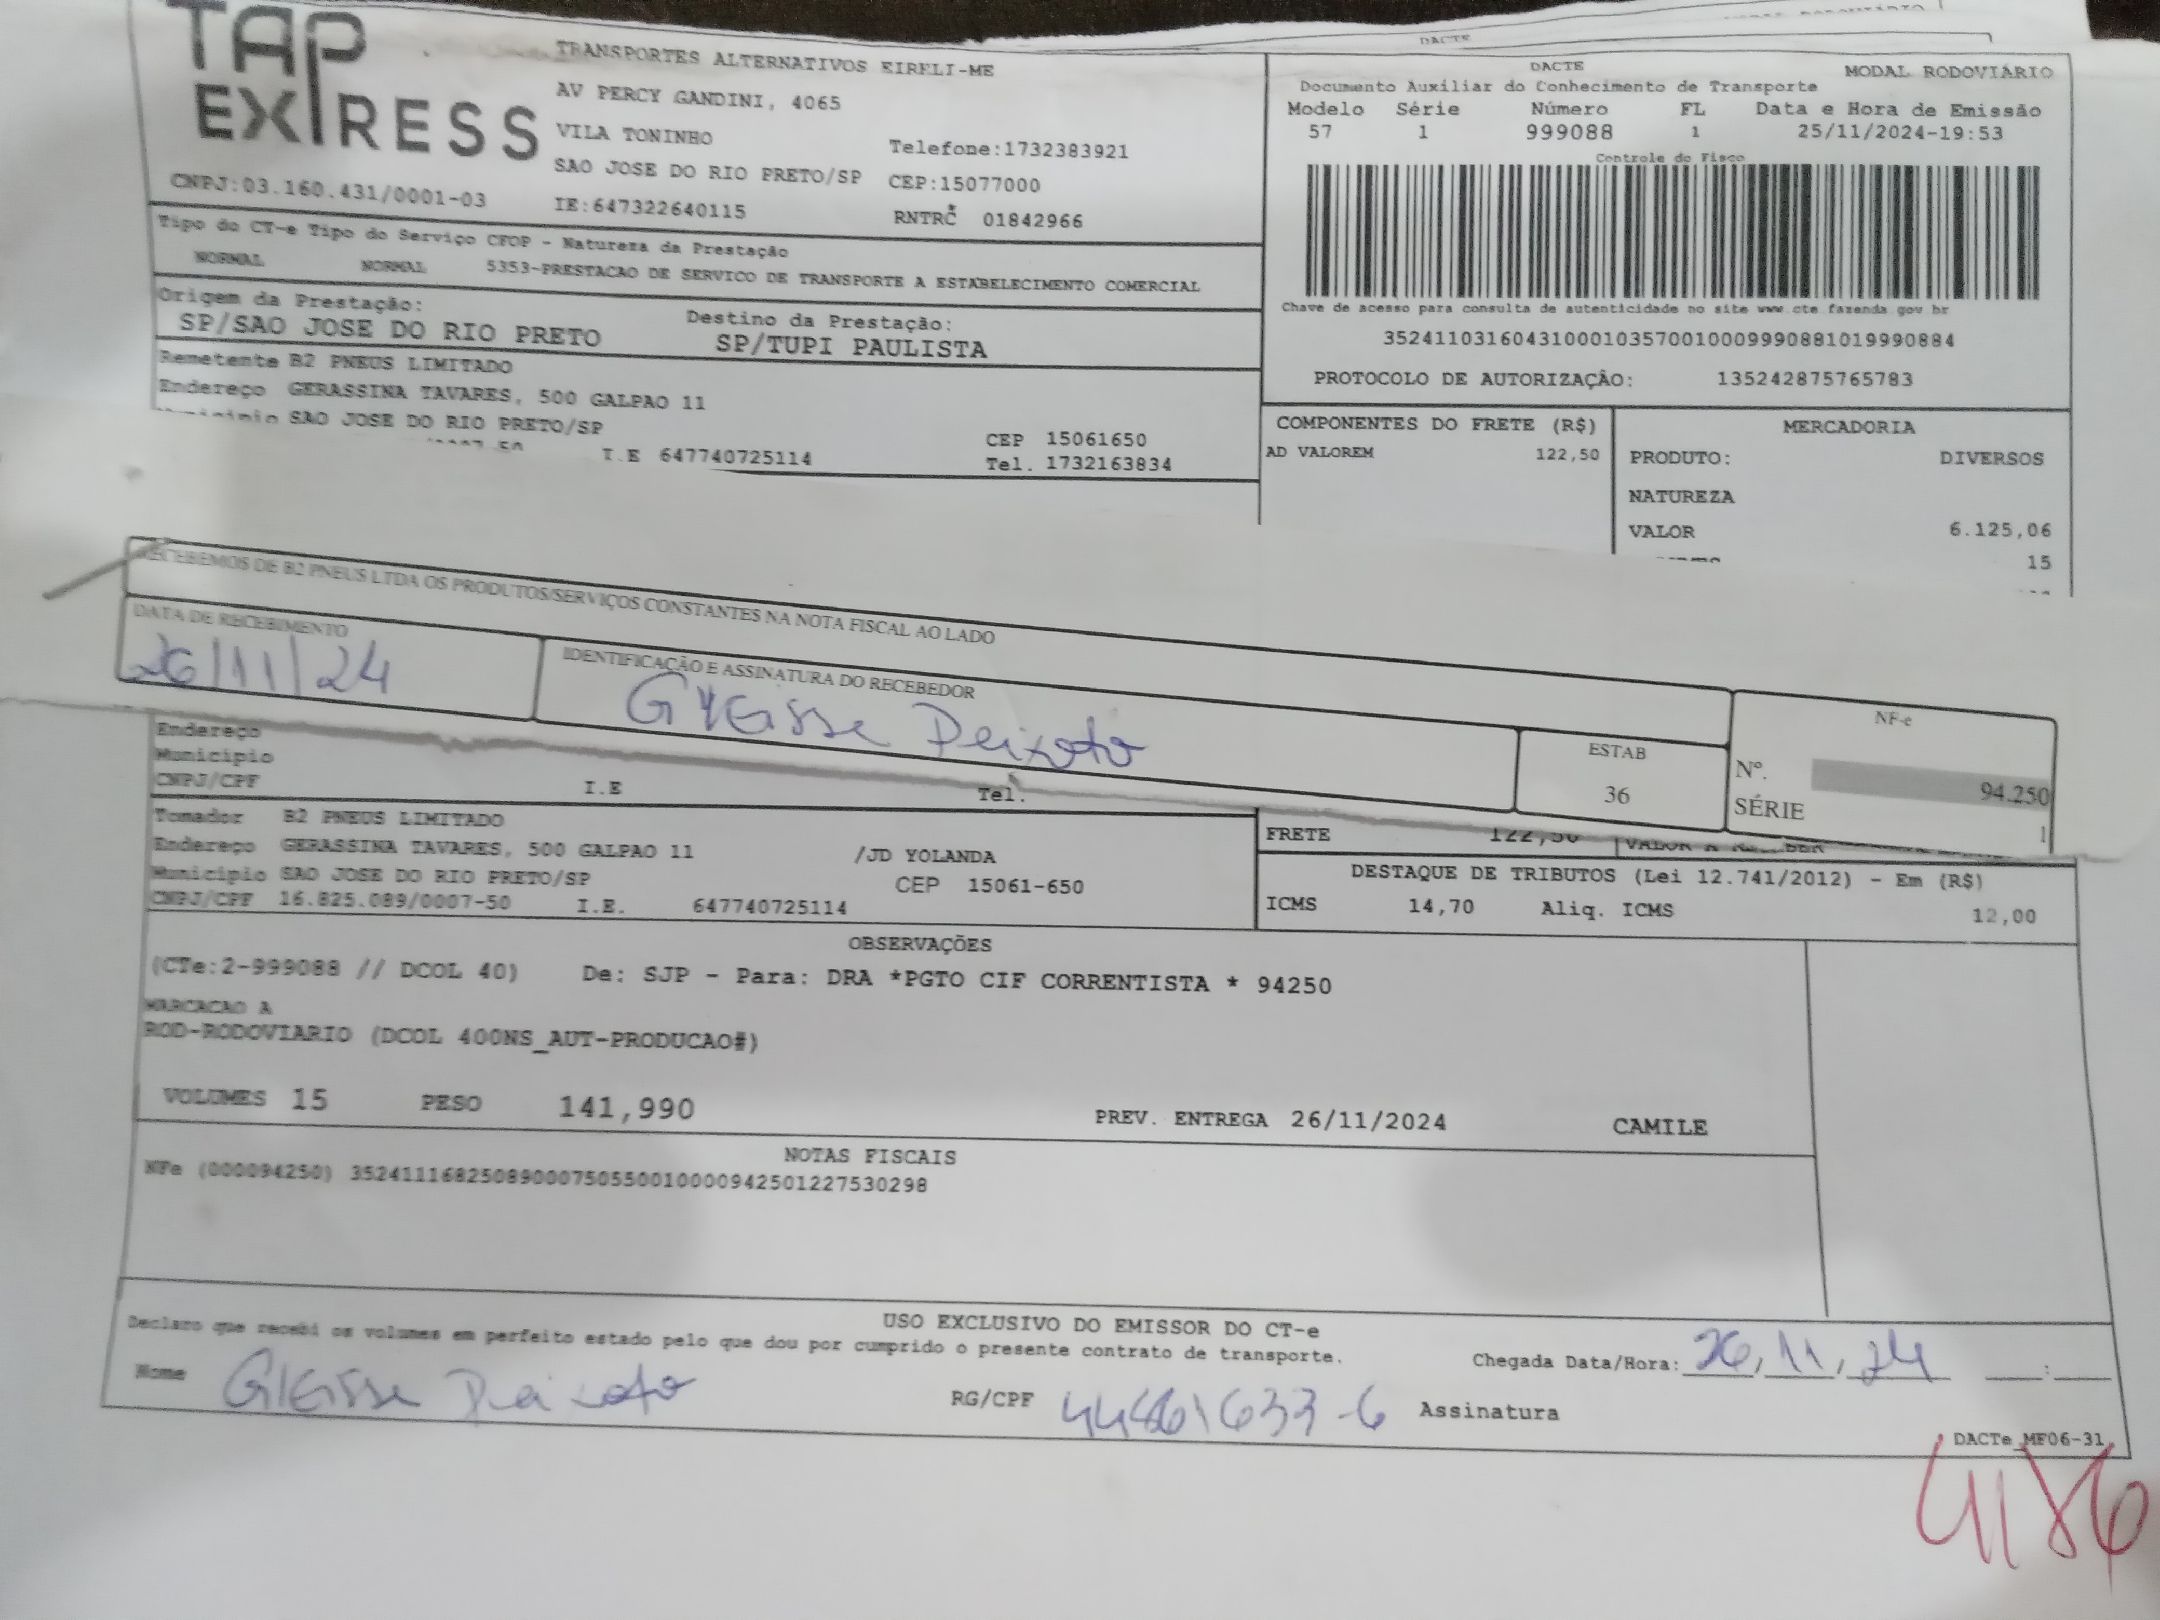 TAP EXPRESS
TRANSPORTES ALTERNATIVOS EIRELI-ME
AV PERCY GANDINI, 4065
VILA TONINHO
Telefone:1732383921
SAO JOSE DO RIO PRETO/SP CEP:15077000
CNPJ:03.160.431/0001-03 IE:647322640115 RNTRC 01842966
DACTE
DACTE MODAL RODOVIÁRIO
Documento Auxiliar do Conhecimento de Transporte
Modelo Série Número FL Data e Hora de Emissão
57 1 999088 1 25/11/2024-19:53
Controle do Fisco
Chave de acesso para consulta de autenticidade no site www.cte.fazenda.gov.br
35241103160431000103570010009990881019990884
PROTOCOLO DE AUTORIZAÇÃO: 135242875765783
Tipo do CT-e Tipo do Serviço CFOP - Natureza da Prestação
NORMAL NORMAL 5353-PRESTACAO DE SERVICO DE TRANSPORTE A ESTABELECIMENTO COMERCIAL
Origem da Prestação: Destino da Prestação:
SP/SAO JOSE DO RIO PRETO SP/TUPI PAULISTA
Remetente B2 PNEUS LIMITADO
Endereço GERASSINA TAVARES, 500 GALPAO 11
Município SAO JOSE DO RIO PRETO/SP CEP 15061650
I.E 647740725114 Tel. 1732163834
COMPONENTES DO FRETE (R$)
AD VALOREM 122,50
MERCADORIA
PRODUTO: DIVERSOS
NATUREZA
VALOR 6.125,06
15
RECEBEMOS DE B2 PNEUS LTDA OS PRODUTOS/SERVIÇOS CONSTANTES NA NOTA FISCAL AO LADO
DATA DE RECEBIMENTO
26/11/24
IDENTIFICAÇÃO E ASSINATURA DO RECEBEDOR
Gleisse Peixoto
ESTAB
36
NF-e
Nº. 94.250
SÉRIE 1
Endereço
Município
CNPJ/CPF I.E Tel.
Tomador B2 PNEUS LIMITADO
Endereço GERASSINA TAVARES, 500 GALPAO 11 /JD YOLANDA
Município SAO JOSE DO RIO PRETO/SP CEP 15061-650
CNPJ/CPF 16.825.089/0007-50 I.E. 647740725114
FRETE 122,50
DESTAQUE DE TRIBUTOS (Lei 12.741/2012) - Em (R$)
ICMS 14,70 Aliq. ICMS 12,00
OBSERVAÇÕES
(CTe:2-999088 // DCOL 40) De: SJP - Para: DRA *PGTO CIF CORRENTISTA * 94250
MARCACAO A
ROD-RODOVIARIO (DCOL 400NS_AUT-PRODUCAO#)
VOLUMES 15 PESO 141,990 PREV. ENTREGA 26/11/2024 CAMILE
NOTAS FISCAIS
NFe (000094250) 35241116825089000750550010000942501227530298
USO EXCLUSIVO DO EMISSOR DO CT-e
Declaro que recebi os volumes em perfeito estado pelo que dou por cumprido o presente contrato de transporte.
Chegada Data/Hora: 26/11/24 :
Nome Gleisse Peixoto RG/CPF Assinatura
DACTe_MF06-31
4186